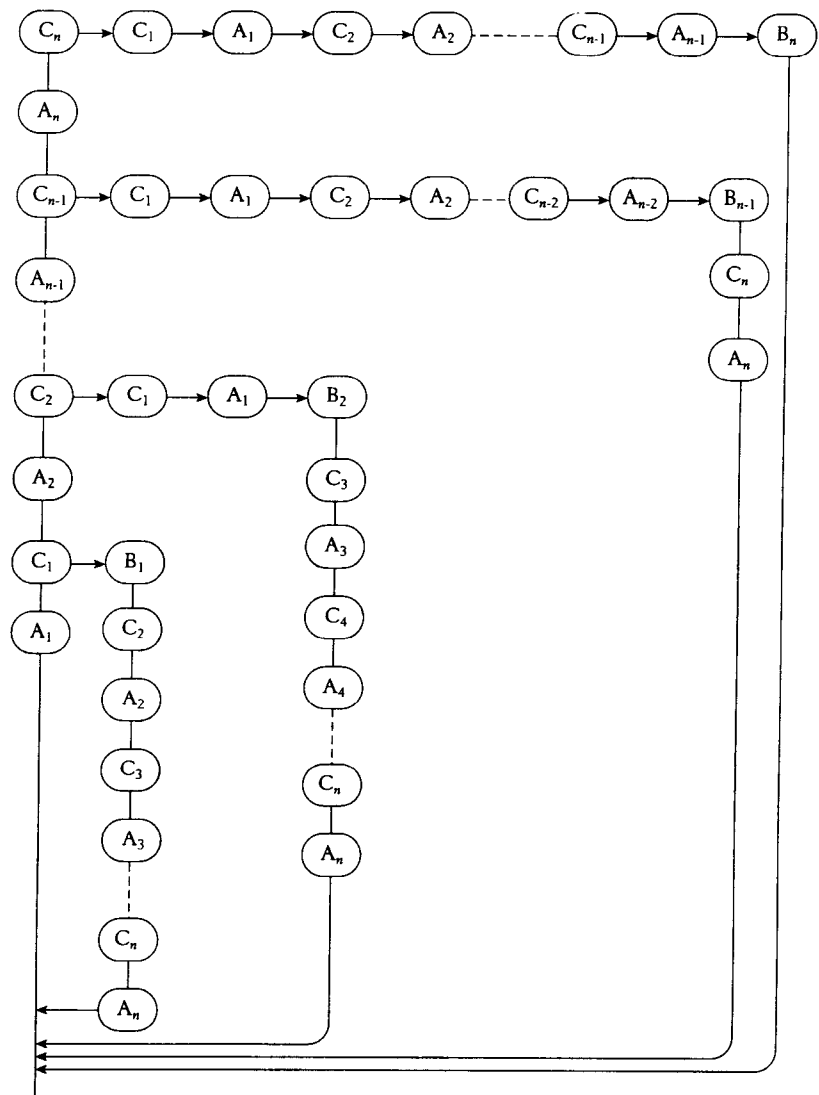 Cₙ C₁ A₁ C₂ A₂ Cₙ₋₁ Aₙ₋₁ Bₙ
Aₙ
Cₙ₋₁ C₁ A₁ C₂ A₂ Cₙ₋₂ Aₙ₋₂ Bₙ₋₁
Aₙ₋₁ Cₙ
Aₙ
C₂ C₁ A₁ B₂
A₂ C₃
A₃
C₁ B₁
C₄
A₁ C₂
A₂ A₄
C₃ Cₙ
A₃ Aₙ
Cₙ
Aₙ